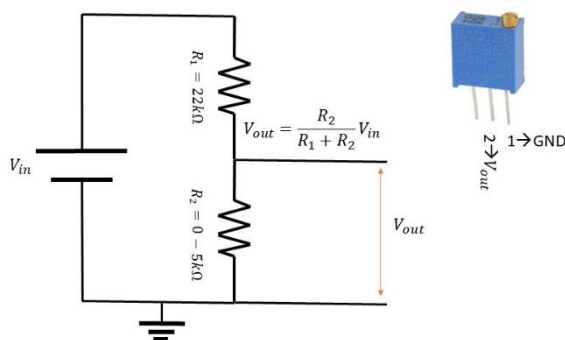 R₁ = 22kΩ
V_out = R₂ / (R₁ + R₂) V_in
V_in
R₂ = 0 − 5kΩ
V_out
1→GND
2→V_out